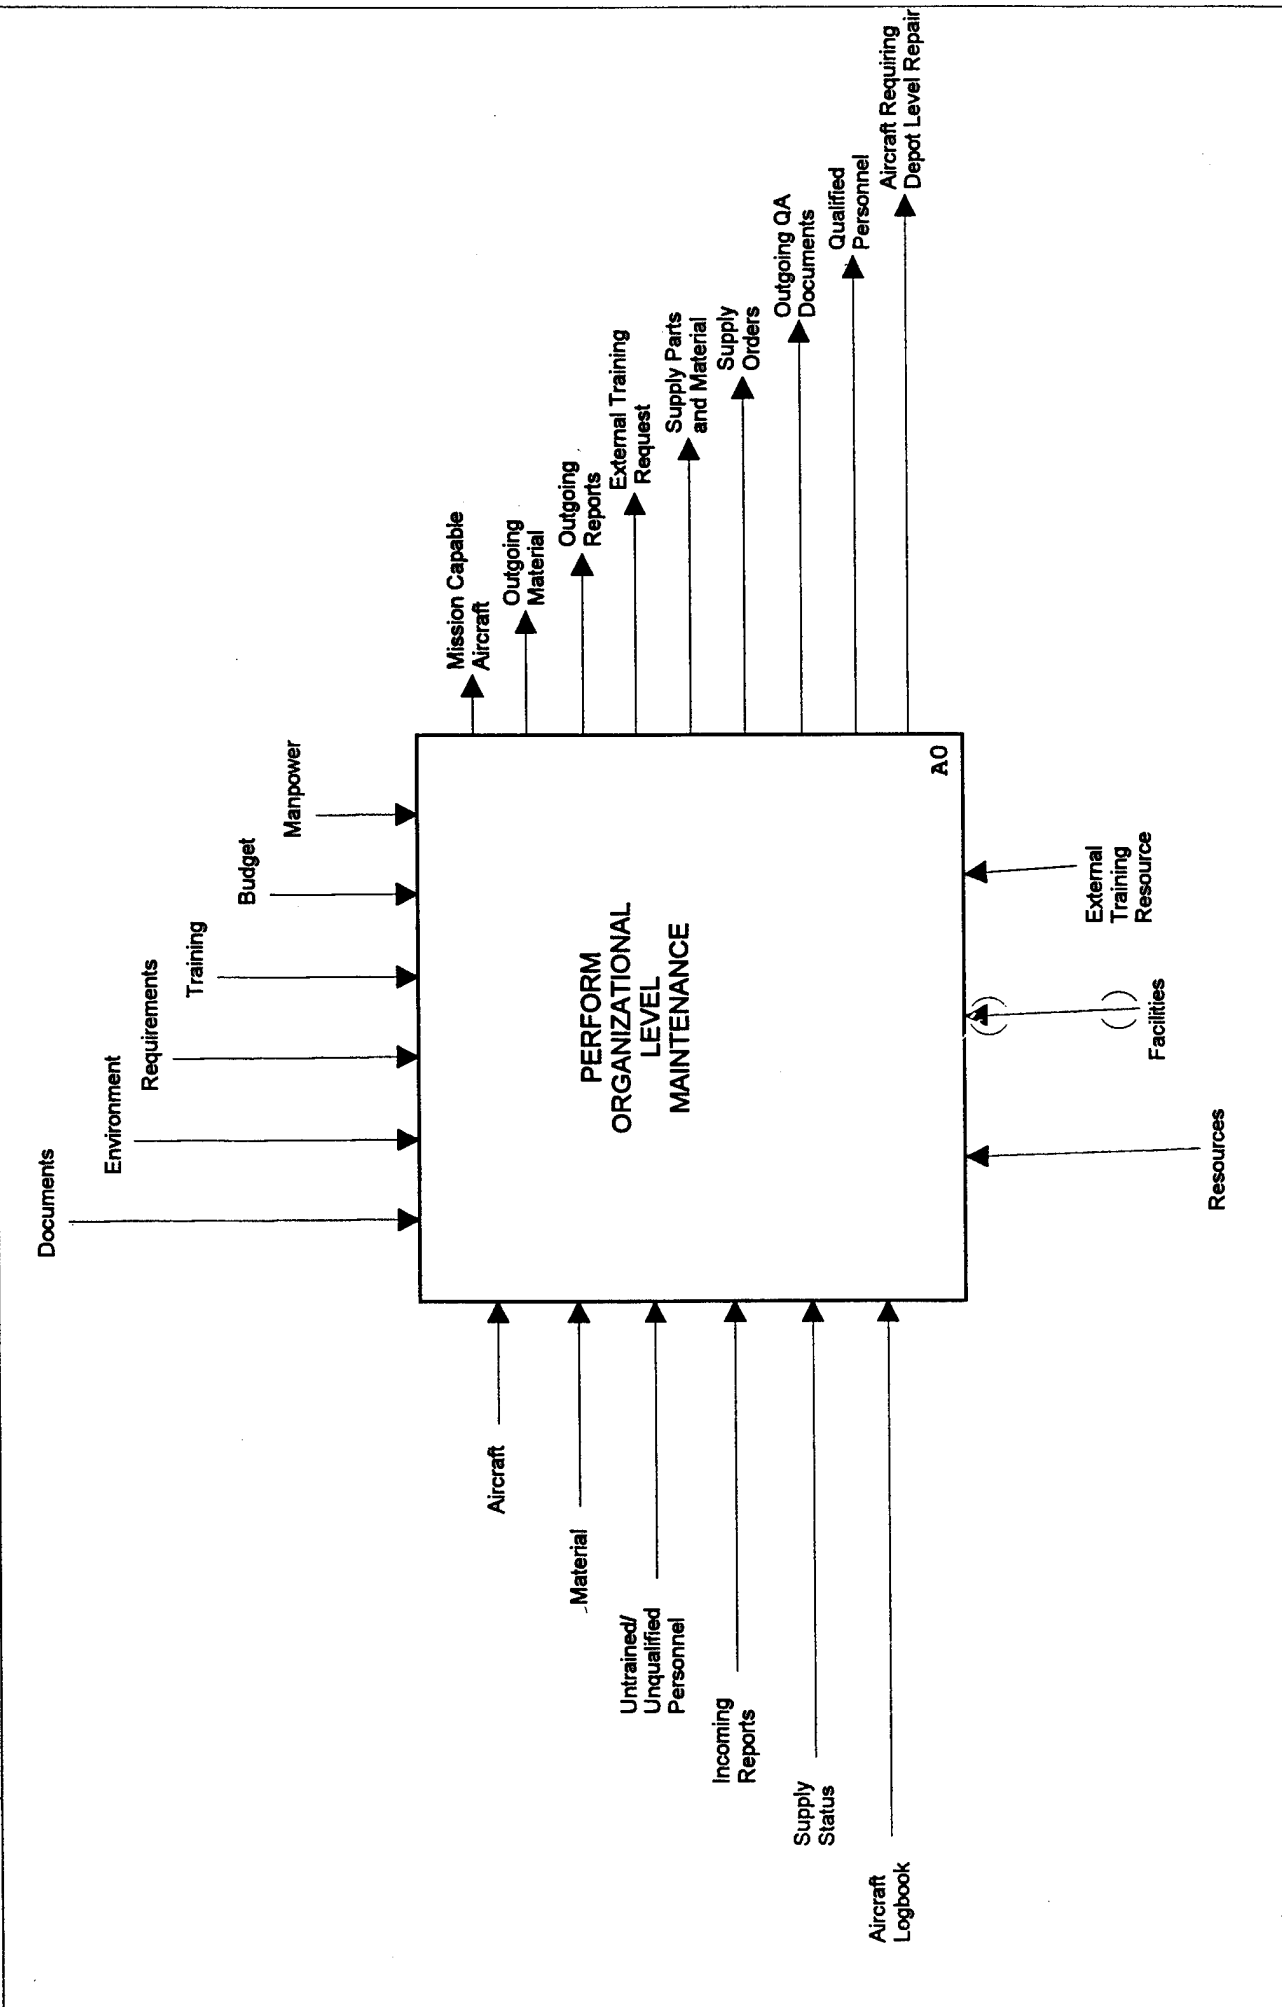 Documents
Environment
Requirements
Training
Budget
Manpower
Aircraft
Material
Untrained/
Unqualified
Personnel
Incoming
Reports
Supply
Status
Aircraft
Logbook
PERFORM
ORGANIZATIONAL
LEVEL
MAINTENANCE
A0
Mission Capable
Aircraft
Outgoing
Material
Outgoing
Reports
External Training
Request
Supply Parts
and Material
Supply
Orders
Outgoing QA
Documents
Qualified
Personnel
Aircraft Requiring
Depot Level Repair
Resources
Facilities
External
Training
Resource